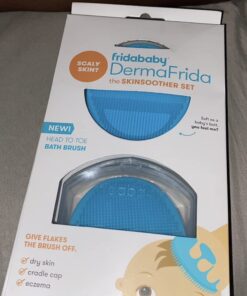 SCALY
SKIN?
fridababy
DermaFrida
the SKINSOOTHER SET
Soft as a
baby's butt,
you feel me?
NEW!
HEAD TO TOE
BATH BRUSH
GIVE FLAKES
THE BRUSH OFF.
✓ dry skin
✓ cradle cap
✓ eczema